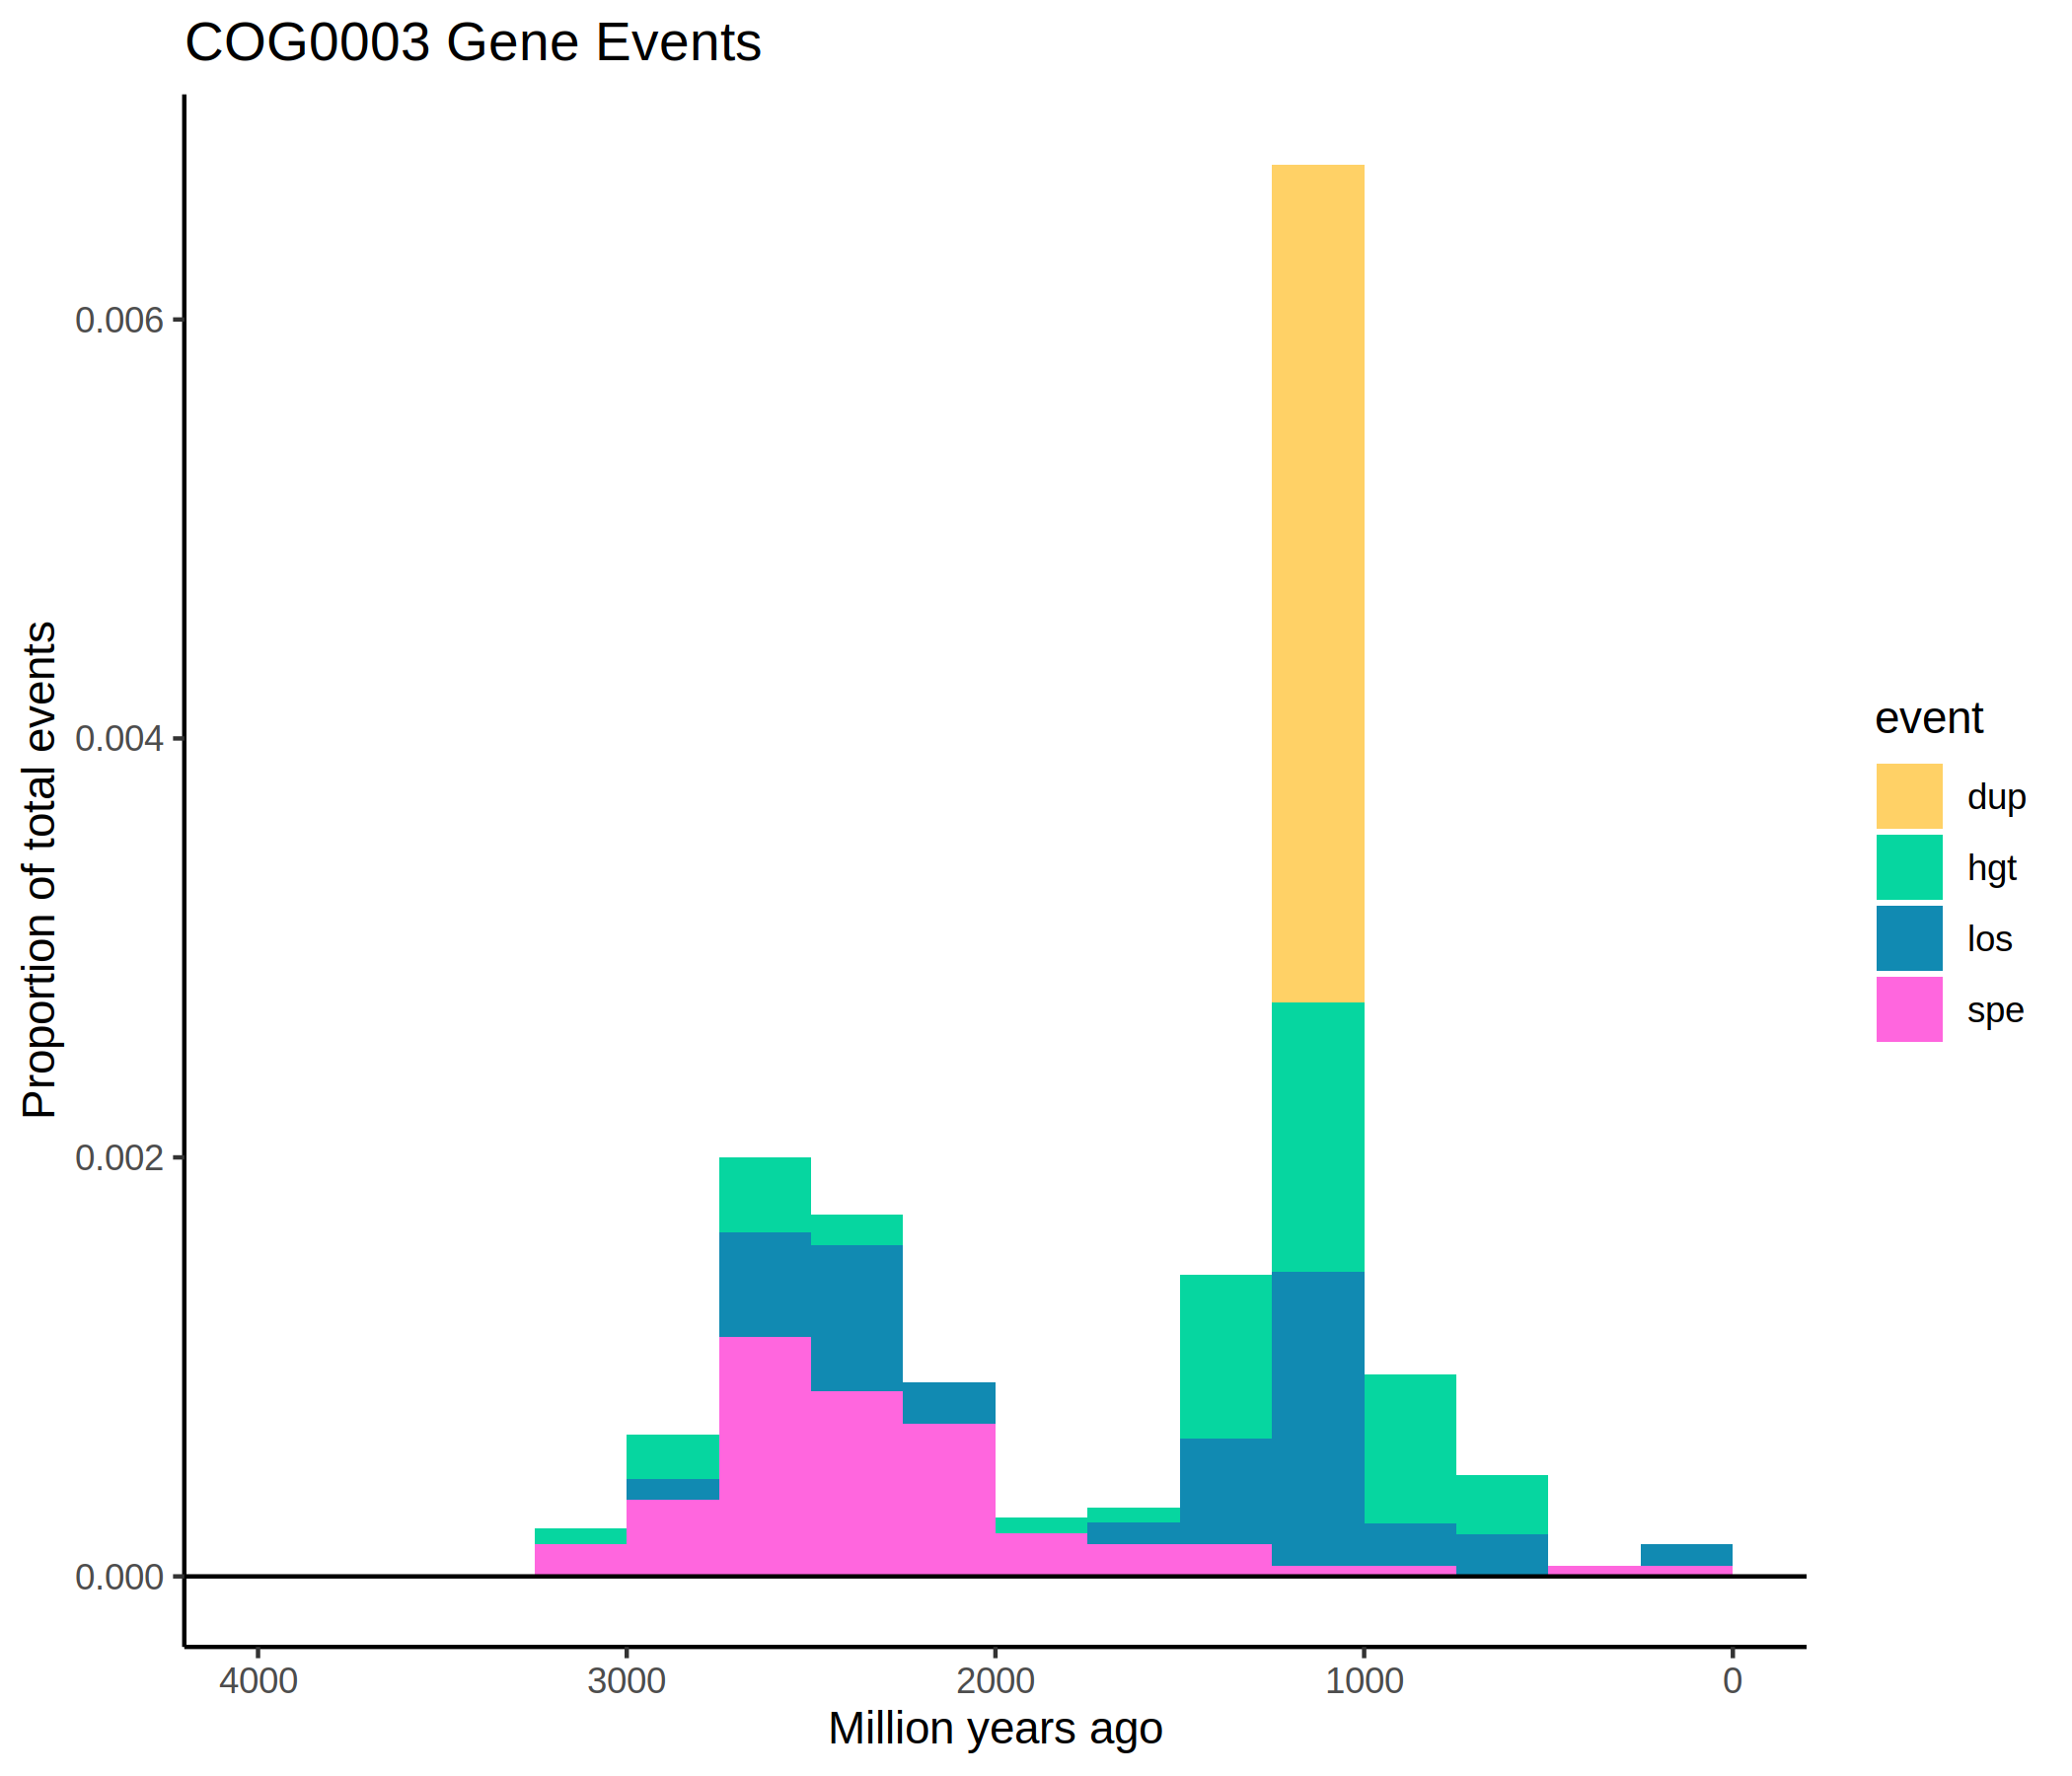 COG0003 Gene Events
Proportion of total events
0.006
0.004
0.002
0.000
4000 3000 2000 1000 0
Million years ago
event
dup
hgt
los
spe